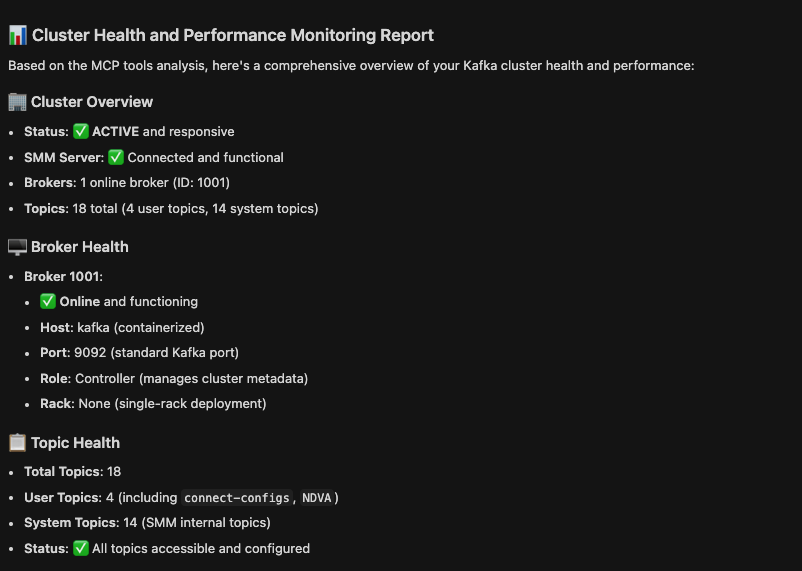 📊 Cluster Health and Performance Monitoring Report
Based on the MCP tools analysis, here's a comprehensive overview of your Kafka cluster health and performance:
🏢 Cluster Overview
• Status: ✅ ACTIVE and responsive
• SMM Server: ✅ Connected and functional
• Brokers: 1 online broker (ID: 1001)
• Topics: 18 total (4 user topics, 14 system topics)
🖥️ Broker Health
• Broker 1001:
• ✅ Online and functioning
• Host: kafka (containerized)
• Port: 9092 (standard Kafka port)
• Role: Controller (manages cluster metadata)
• Rack: None (single-rack deployment)
📋 Topic Health
• Total Topics: 18
• User Topics: 4 (including connect-configs, NDVA)
• System Topics: 14 (SMM internal topics)
• Status: ✅ All topics accessible and configured